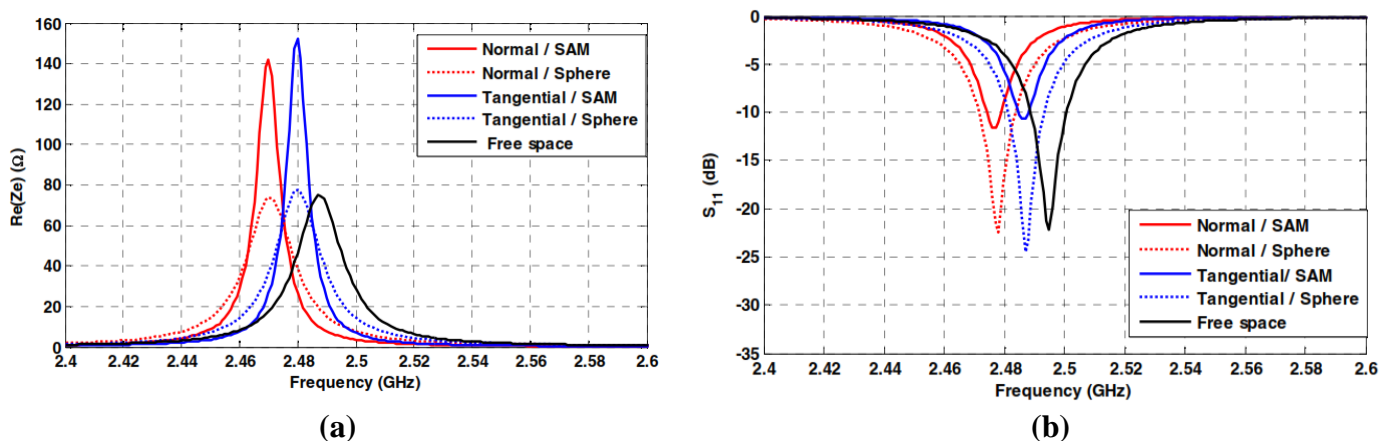 160
140
120
100
80
60
40
20
0
Re(Ze) (Ω)
2.4 2.42 2.44 2.46 2.48 2.5 2.52 2.54 2.56 2.58 2.6
Frequency (GHz)
Normal / SAM
Normal / Sphere
Tangential / SAM
Tangential / Sphere
Free space
(a)
0
-5
-10
-15
-20
-25
-30
-35
S11 (dB)
2.4 2.42 2.44 2.46 2.48 2.5 2.52 2.54 2.56 2.58 2.6
Frequency (GHz)
Normal / SAM
Normal / Sphere
Tangential/ SAM
Tangential / Sphere
Free space
(b)